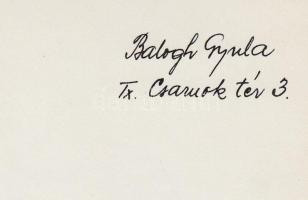 Balogh Gyula
IX. Csarnok tér 3.